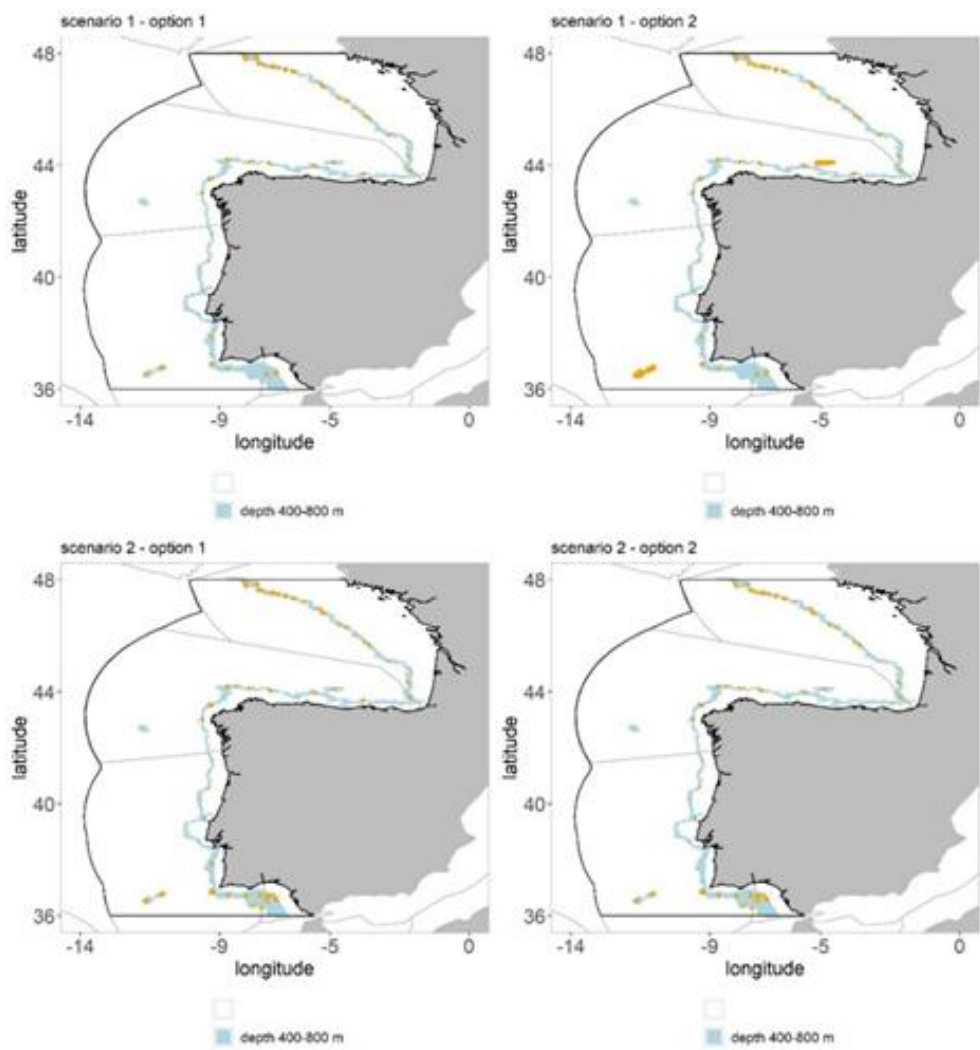 scenario 1 - option 1
48
44
40
36
latitude
-14
-9
-5
0
longitude
depth 400-800 m
scenario 1 - option 2
48
44
40
36
latitude
-14
-9
-5
0
longitude
depth 400-800 m
scenario 2 - option 1
48
44
40
36
latitude
-14
-9
-5
0
longitude
depth 400-800 m
scenario 2 - option 2
48
44
40
36
latitude
-14
-9
-5
0
longitude
depth 400-800 m